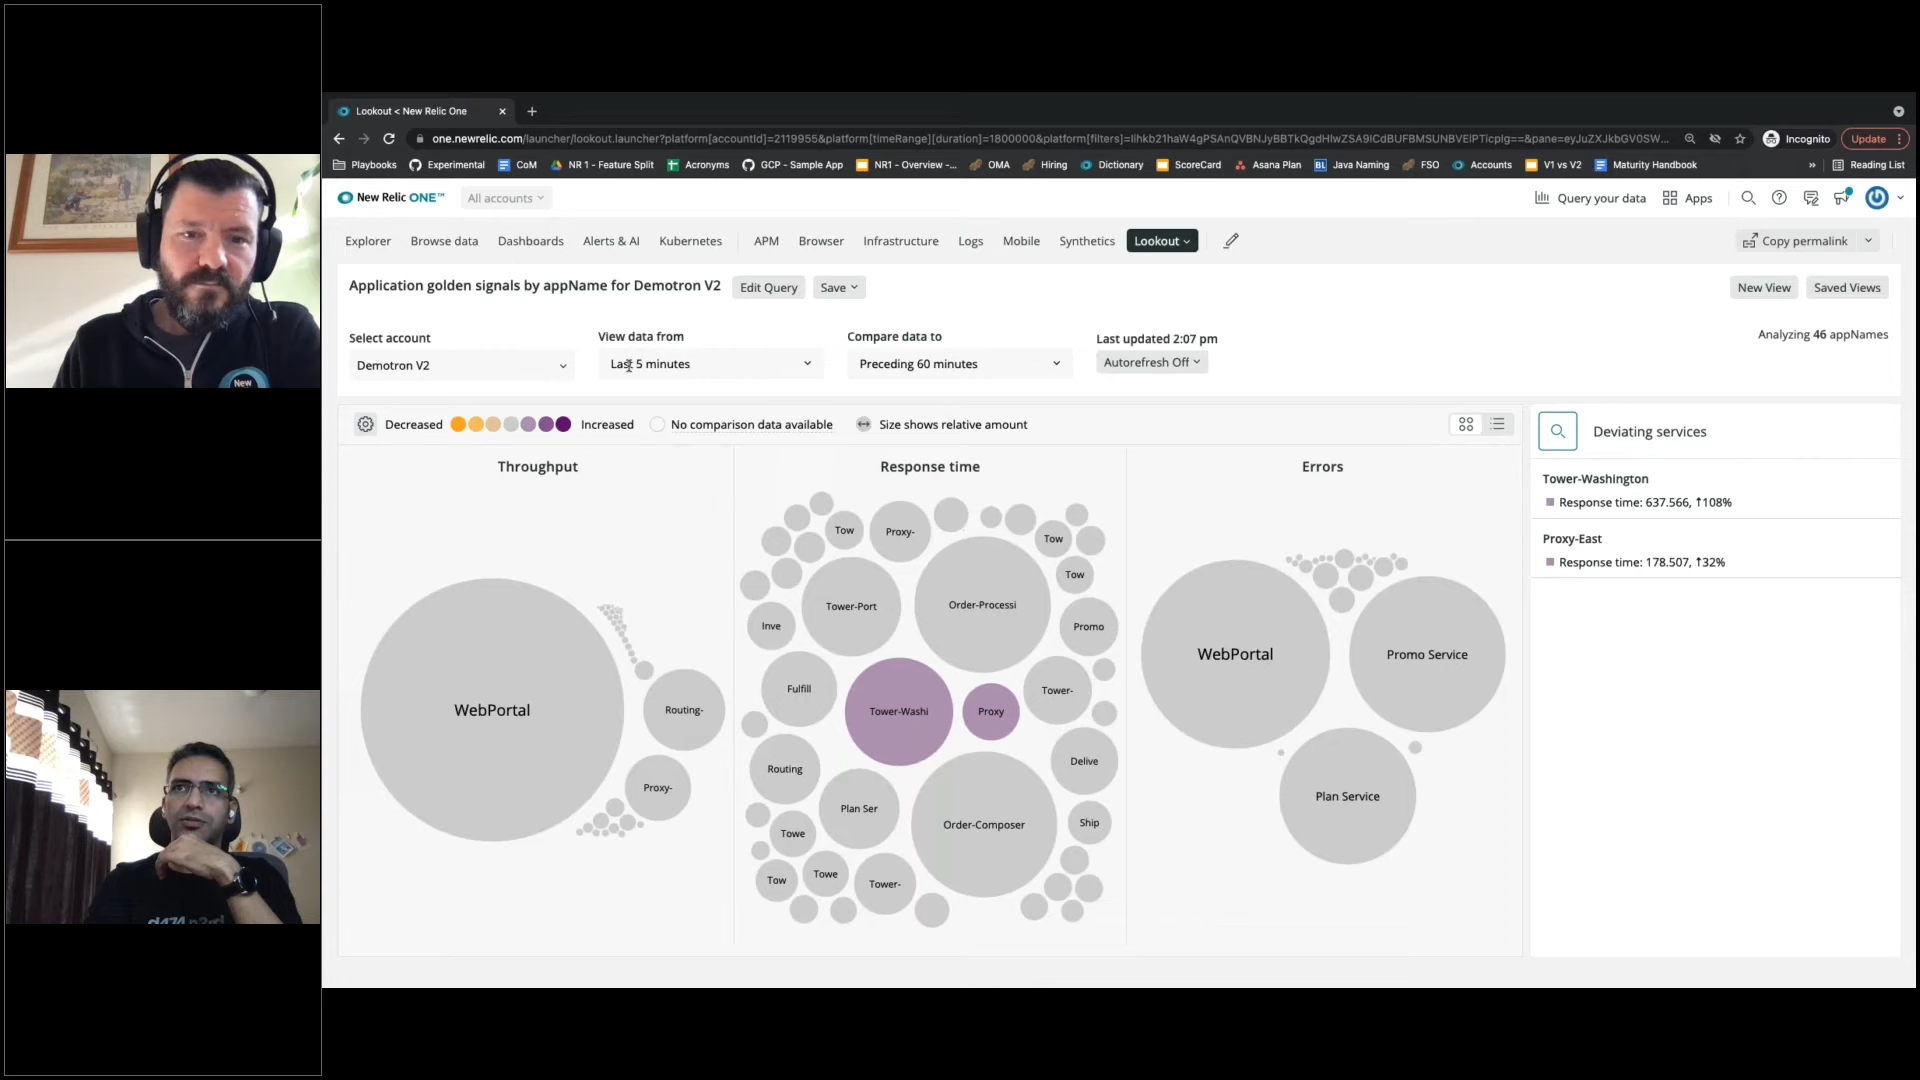 New
d474 n3rd
Lookout < New Relic One
one.newrelic.com/launcher/lookout.launcher?platform[accountId]=2119955&platform[timeRange][duration]=1800000&platform[filters]=
Incognito
Update
Playbooks
Experimental
CoM
NR 1 - Feature Split
Acronyms
GCP - Sample App
NR1 - Overview -...
OMA
Hiring
Dictionary
ScoreCard
Asana Plan
BL Java Naming
FSO
Accounts
V1 vs V2
Maturity Handbook
»
Reading List
New Relic ONE™
All accounts
Query your data
Apps
Explorer
Browse data
Dashboards
Alerts & AI
Kubernetes
APM
Browser
Infrastructure
Logs
Mobile
Synthetics
Lookout
Copy permalink
Application golden signals by appName for Demotron V2
Edit Query
Save
New View
Saved Views
Select account
Demotron V2
View data from
Last 5 minutes
Compare data to
Preceding 60 minutes
Last updated 2:07 pm
Autorefresh Off
Analyzing 46 appNames
Decreased
Increased
No comparison data available
Size shows relative amount
Throughput
WebPortal
Routing-
Proxy-
Response time
Tow
Proxy-
Tow
Tow
Tower-Port
Order-Processi
Inve
Promo
Fulfill
Tower-Washi
Proxy
Tower-
Routing
Delive
Plan Ser
Order-Composer
Ship
Towe
Tow
Towe
Tower-
Errors
WebPortal
Promo Service
Plan Service
Deviating services
Tower-Washington
Response time: 637.566, ↑108%
Proxy-East
Response time: 178.507, ↑32%